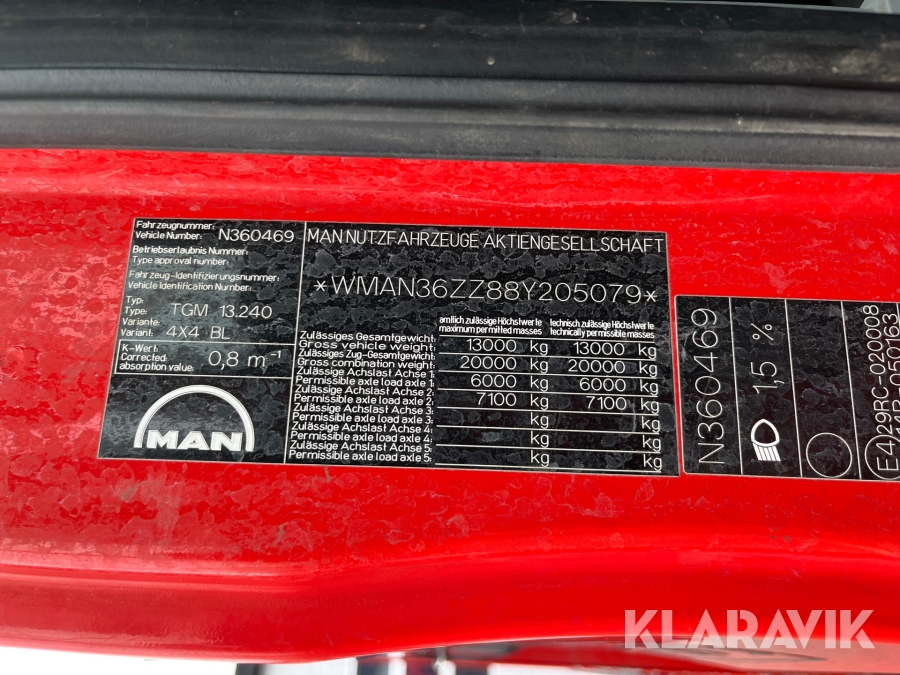 Fahrzeugnummer:
Vehicle Number: N360469
Betriebserlaubnis Nummer:
Type approval number:
Fahrzeug-Identifizierungsnummer:
Vehicle Identification Number:
Typ:
Type: TGM 13.240
Variante:
Variant: 4X4 BL
K-Wert:
Corrected 0,8 m⁻¹
absorption value:
MAN
MAN NUTZFAHRZEUGE AKTIENGESELLSCHAFT
*WMAN36ZZ88Y205079*
amtlich zulässige Höchstwerte technisch zulässige Höchstwerte
maximum permitted masses technically permissible masses
Zulässiges Gesamtgewicht:
Gross vehicle weight: 13000 kg 13000 kg
Zulässiges Zug-Gesamtgewicht:
Gross combination weight: 20000 kg 20000 kg
Zulässige Achslast Achse 1:
Permissible axle load axle 1: 6000 kg 6000 kg
Zulässige Achslast Achse 2:
Permissible axle load axle 2: 7100 kg 7100 kg
Zulässige Achslast Achse 3:
Permissible axle load axle 3: kg kg
Zulässige Achslast Achse 4:
Permissible axle load axle 4: kg kg
Zulässige Achslast Achse 5:
Permissible axle load axle 5: kg kg
N360469
1,5 %
E4 29RC-020008
050163
KLARAVIK